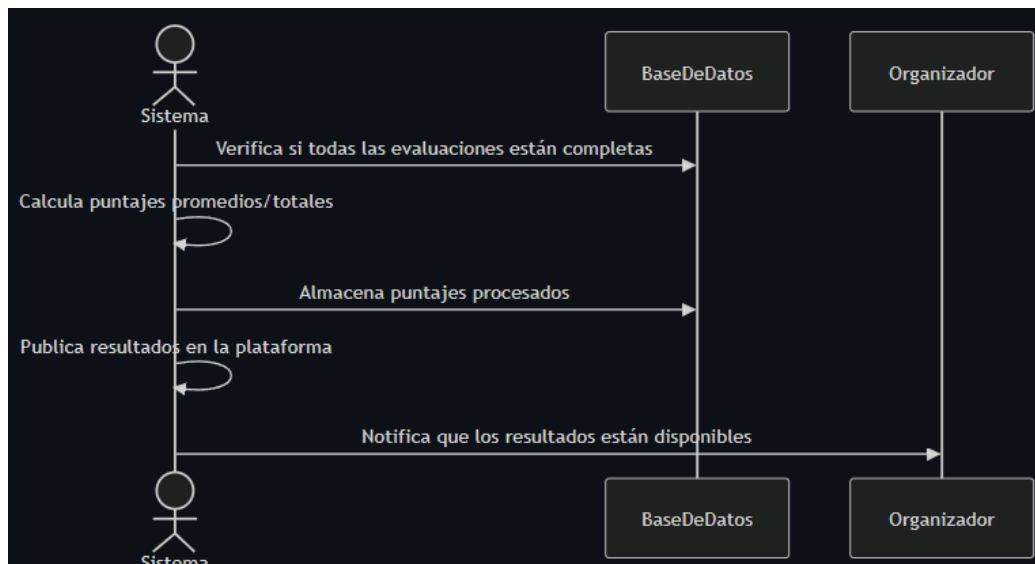 BaseDeDatos
Organizador
Sistema
Verifica si todas las evaluaciones están completas
Calcula puntajes promedios/totales
Almacena puntajes procesados
Publica resultados en la plataforma
Notifica que los resultados están disponibles
BaseDeDatos
Organizador
Sistema